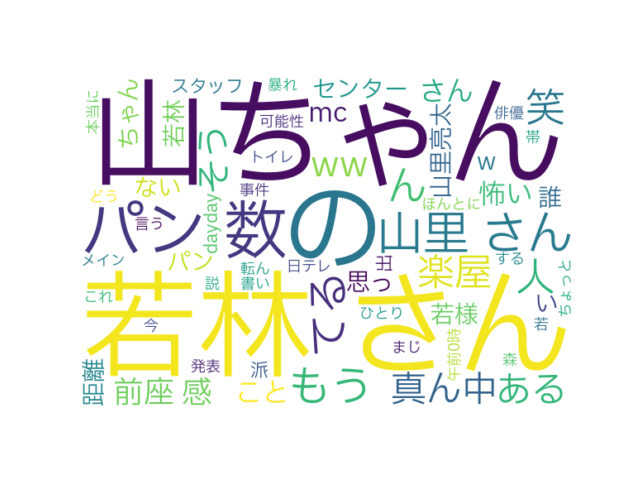 本当に
ちゃん
スタッフ
若林
暴れ
そう
可能性
センター さん
mc
山里亮太
俳優
笑
帯
山ちゃん
トイレ
ww
ん
w
どう
ない
事件
ほんとに
怖い
誰
パン
言う
dayday
数
の
山里 さん
メイン
パン
転ん
日テレ
思っ
在
楽屋
する
人
ちょっと
これ
説
書い
てる
ひとり
若様
い
若
若林 さん
今
まじ
午前0時
距離
前座
感
発表
派
こと
もう
真ん中
森
ある